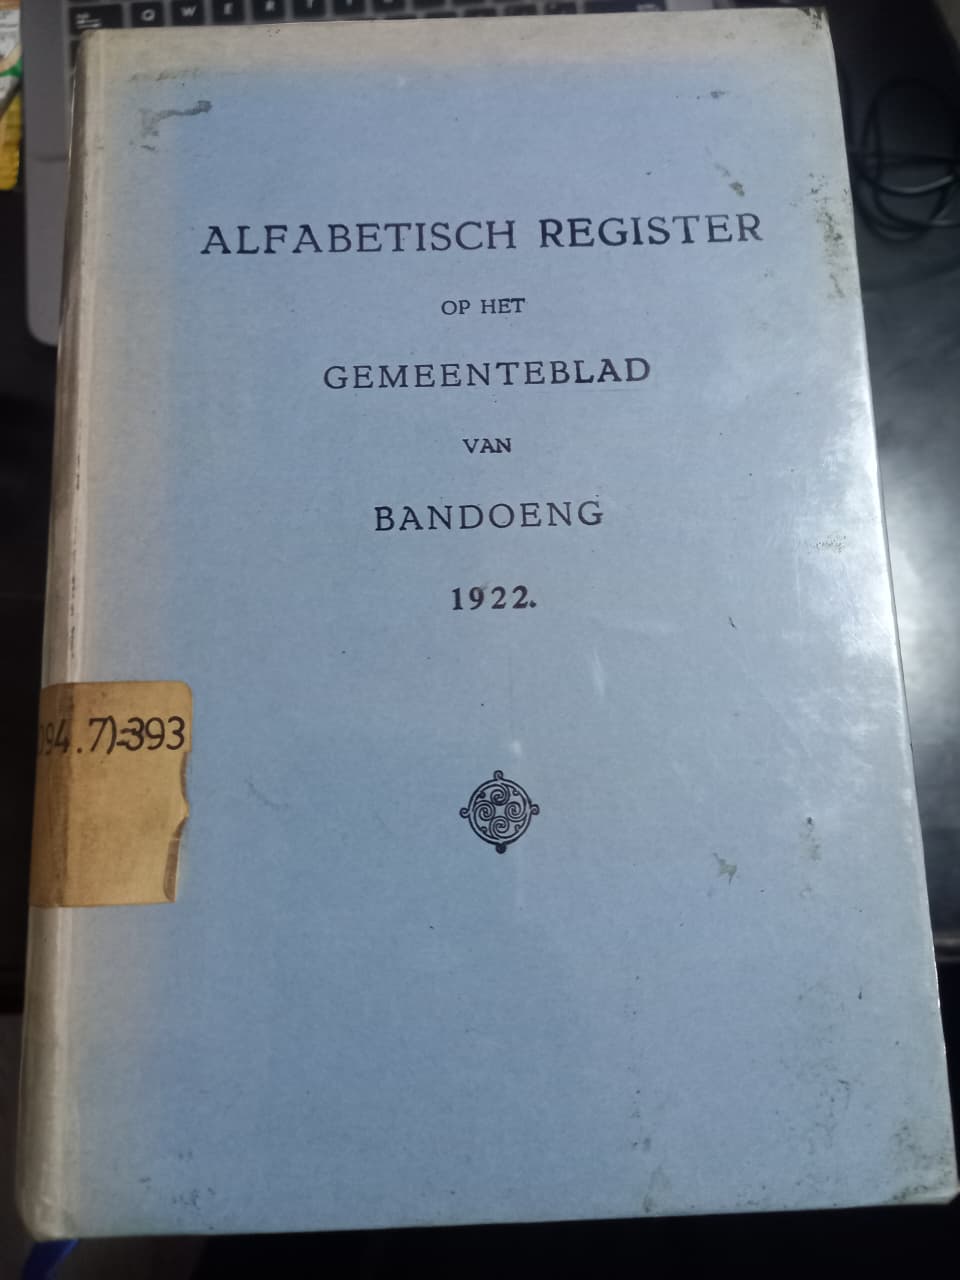 ALFABETISCH REGISTER
OP HET
GEMEENTEBLAD
VAN
BANDOENG
1922.
94.7)=393
Q W E R T